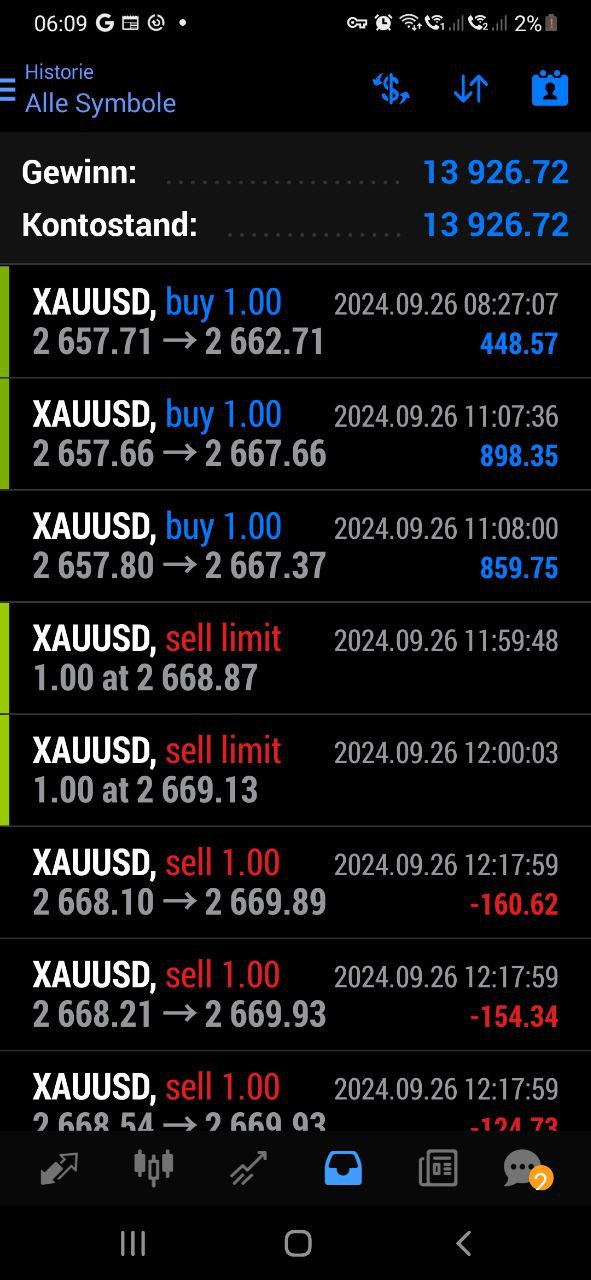 06:09 G 2%
Historie
Alle Symbole
Gewinn: 13 926.72
Kontostand: 13 926.72
XAUUSD, buy 1.00 2024.09.26 08:27:07
2 657.71 → 2 662.71 448.57
XAUUSD, buy 1.00 2024.09.26 11:07:36
2 657.66 → 2 667.66 898.35
XAUUSD, buy 1.00 2024.09.26 11:08:00
2 657.80 → 2 667.37 859.75
XAUUSD, sell limit 2024.09.26 11:59:48
1.00 at 2 668.87
XAUUSD, sell limit 2024.09.26 12:00:03
1.00 at 2 669.13
XAUUSD, sell 1.00 2024.09.26 12:17:59
2 668.10 → 2 669.89 -160.62
XAUUSD, sell 1.00 2024.09.26 12:17:59
2 668.21 → 2 669.93 -154.34
XAUUSD, sell 1.00 2024.09.26 12:17:59
2 668.54 → 2 669.93 -124.73
2